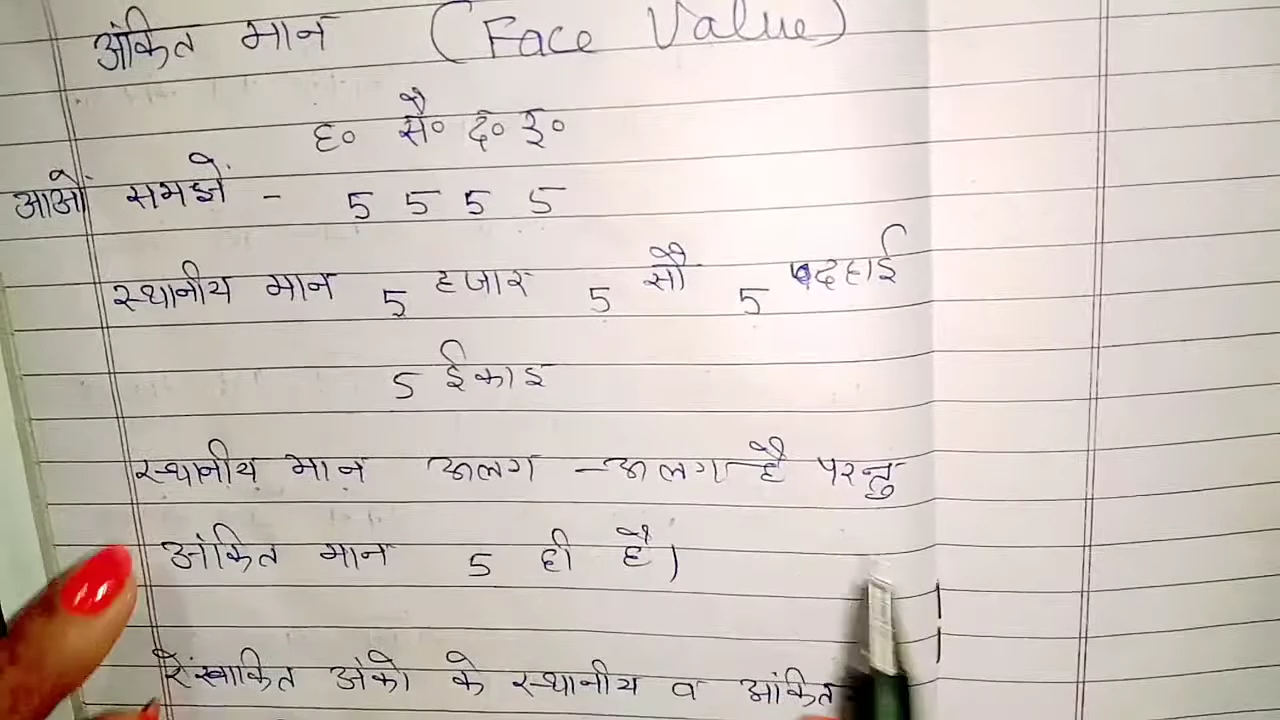 अंकित मान (Face Value)
ह० सै० द० इ०
आओं समझें - 5 5 5 5
स्थानीय मान 5 हजार 5 सौ 5 दहाई
5 ईकाइ
स्थानीय मान अलग -अलग है परन्तु
अंकित मान 5 ही है।
रेंखाकित अंको के स्थानीय व अंकित